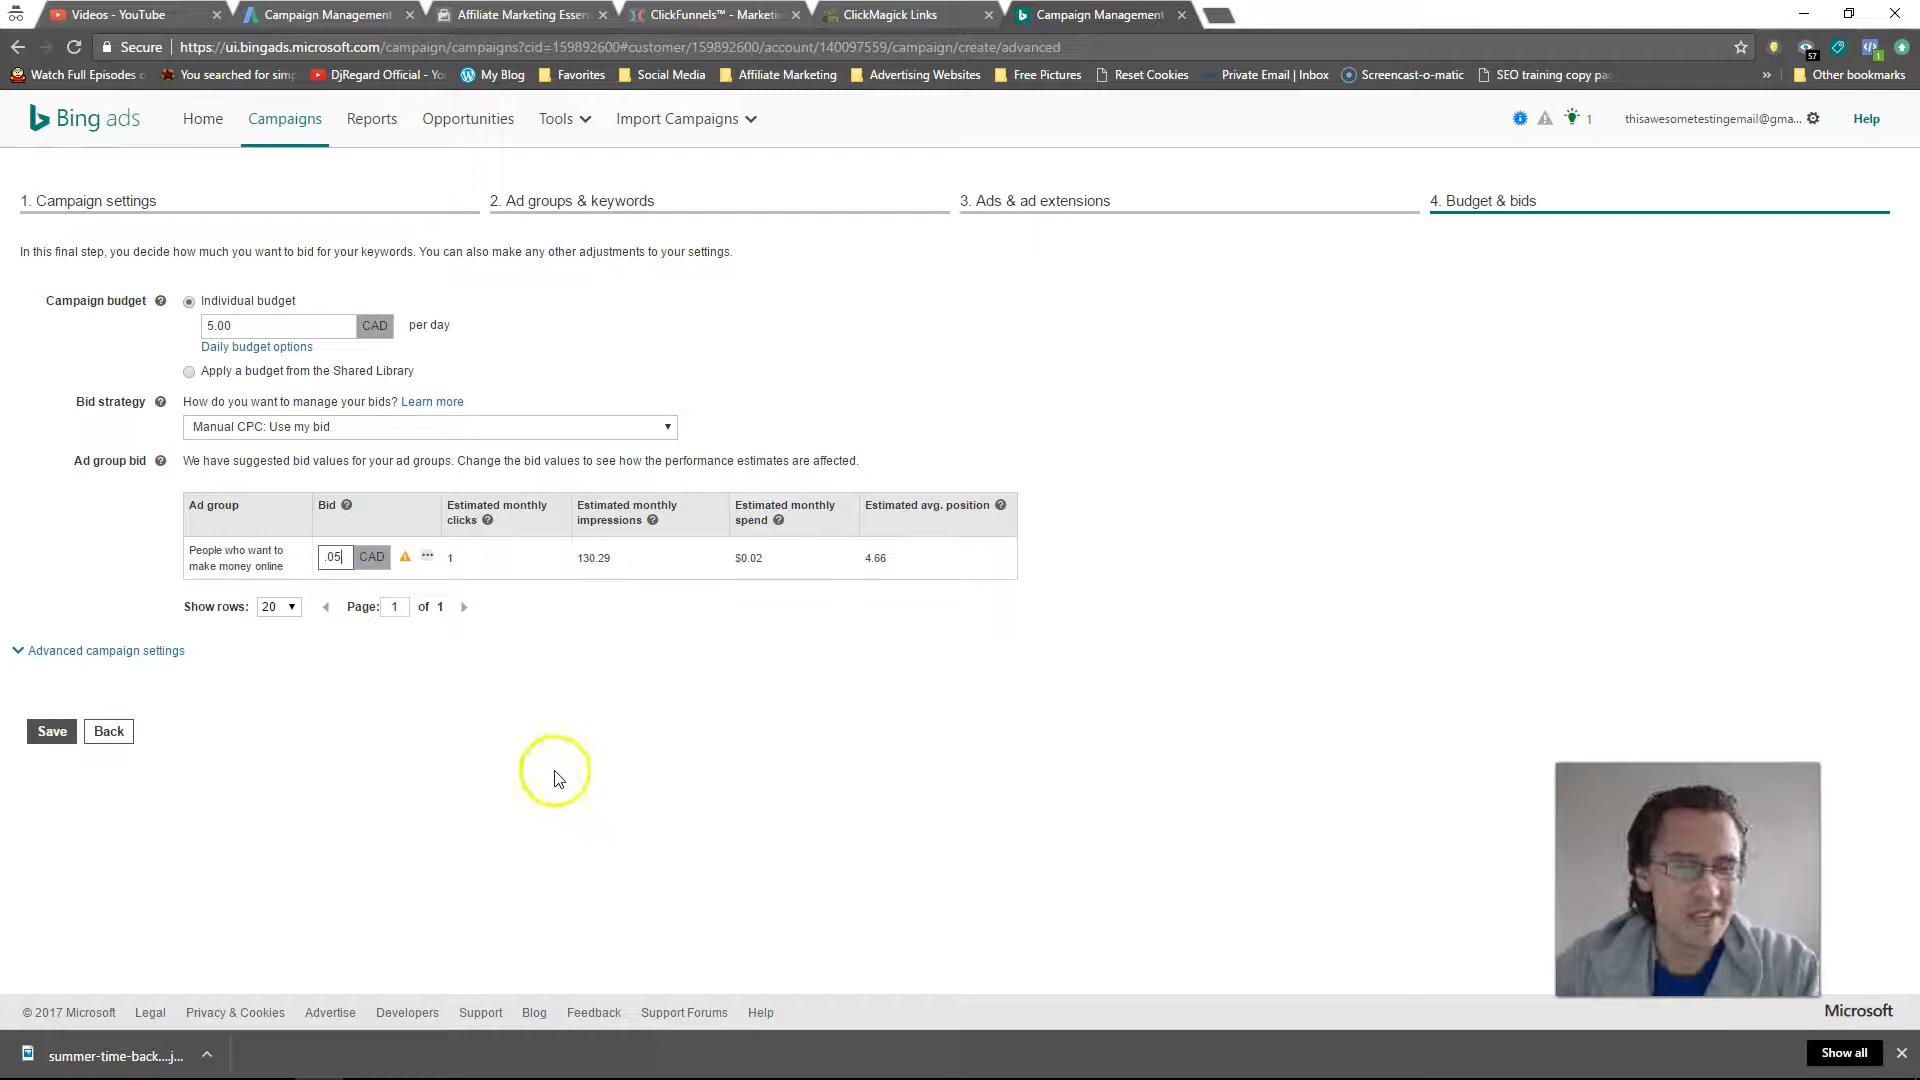 Videos - YouTube
Campaign Management
Affiliate Marketing Essen
ClickFunnels™ - Marketi
ClickMagick Links
Campaign Management
Secure
https://ui.bingads.microsoft.com/campaign/campaigns?cid=159892600#customer/159892600/account/140097559/campaign/create/advanced
57
1
Watch Full Episodes o
You searched for simp
DjRegard Official - Yo
My Blog
Favorites
Social Media
Affiliate Marketing
Advertising Websites
Free Pictures
Reset Cookies
Private Email | Inbox
Screencast-o-matic
SEO training copy pac
Other bookmarks
Bing ads
Home
Campaigns
Reports
Opportunities
Tools
Import Campaigns
1
thisawesometestingemail@gma...
Help
1. Campaign settings
2. Ad groups & keywords
3. Ads & ad extensions
4. Budget & bids
In this final step, you decide how much you want to bid for your keywords. You can also make any other adjustments to your settings.
Campaign budget
Individual budget
5.00 CAD per day
Daily budget options
Apply a budget from the Shared Library
Bid strategy
How do you want to manage your bids? Learn more
Manual CPC: Use my bid
Ad group bid
We have suggested bid values for your ad groups. Change the bid values to see how the performance estimates are affected.
Ad group
Bid
Estimated monthly clicks
Estimated monthly impressions
Estimated monthly spend
Estimated avg. position
People who want to make money online
.05 CAD
1
130.29
$0.02
4.66
Show rows: 20 Page: 1 of 1
Advanced campaign settings
Save
Back
© 2017 Microsoft
Legal
Privacy & Cookies
Advertise
Developers
Support
Blog
Feedback
Support Forums
Help
Microsoft
summer-time-back....j...
Show all